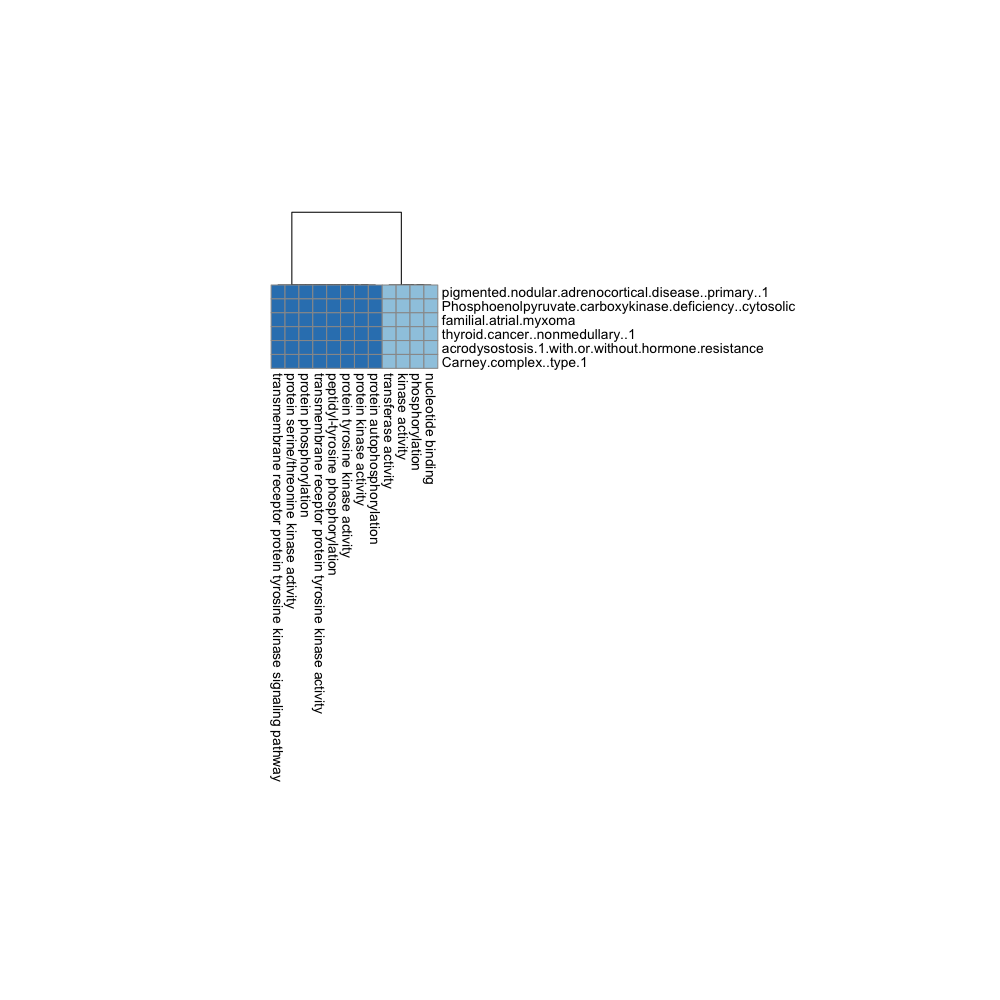 pigmented.nodular.adrenocortical.disease..primary..1
Phosphoenolpyruvate.carboxykinase.deficiency..cytosolic
familial.atrial.myxoma
thyroid.cancer..nonmedullary..1
acrodysostosis.1.with.or.without.hormone.resistance
Carney.complex..type.1
transmembrane receptor protein tyrosine kinase signaling pathway
protein serine/threonine kinase activity
protein phosphorylation
transmembrane receptor protein tyrosine kinase activity
peptidyl-tyrosine phosphorylation
protein tyrosine kinase activity
protein kinase activity
protein autophosphorylation
transferase activity
kinase activity
phosphorylation
nucleotide binding